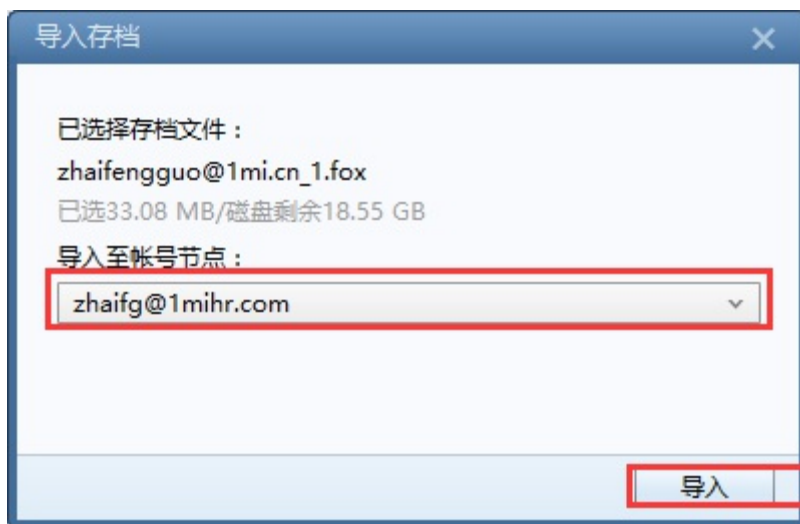 导入存档
已选择存档文件：
zhaifengguo@1mi.cn_1.fox
已选33.08 MB/磁盘剩余18.55 GB
导入至帐号节点：
zhaifg@1mihr.com
导入